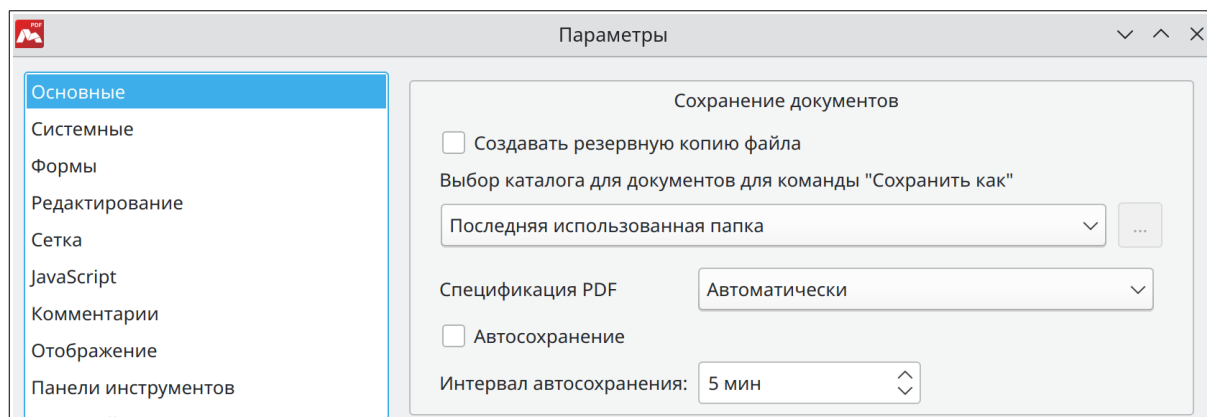 PDF
Параметры
Основные
Системные
Формы
Редактирование
Сетка
JavaScript
Комментарии
Отображение
Панели инструментов
Сохранение документов
Создавать резервную копию файла
Выбор каталога для документов для команды "Сохранить как"
Последняя использованная папка
...
Спецификация PDF Автоматически
Автосохранение
Интервал автосохранения: 5 мин